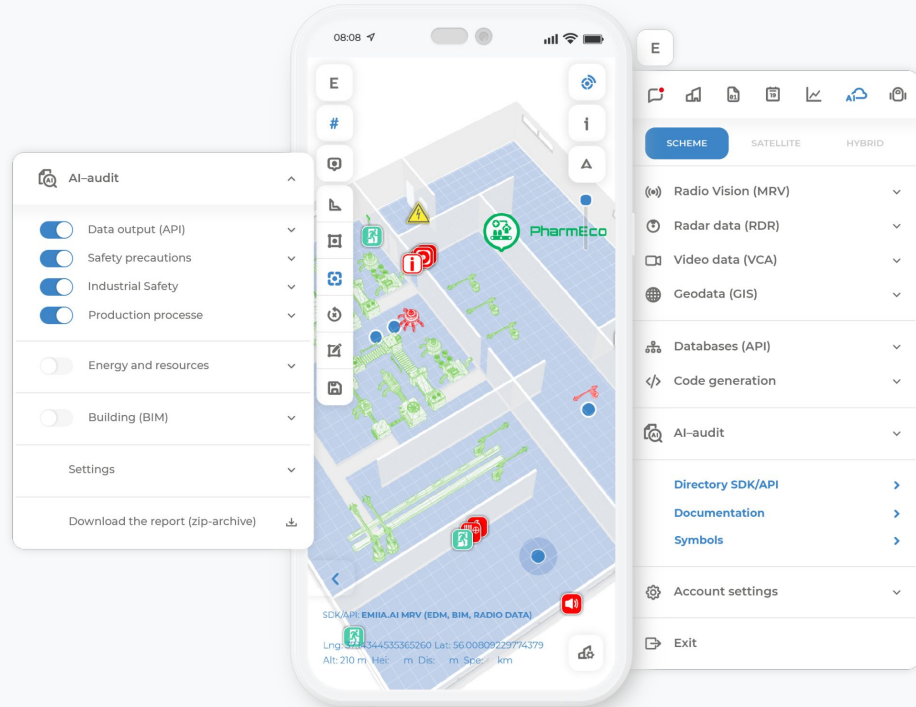 AI-audit
Data output (API)
Safety precautions
Industrial Safety
Production processe
Energy and resources
Building (BIM)
Settings
Download the report (zip-archive)
08:08
E
#
i
PharmEco
SDK/API: EMIIA.AI MRV (EDM, BIM, RADIO DATA)
Lng: Lat: 56.00809229774379
Alt: 210 m Hei: m Dis: m Spe: km
E
AI
SCHEME SATELLITE HYBRID
Radio Vision (MRV)
Radar data (RDR)
Video data (VCA)
Geodata (GIS)
Databases (API)
Code generation
AI-audit
Directory SDK/API
Documentation
Symbols
Account settings
Exit